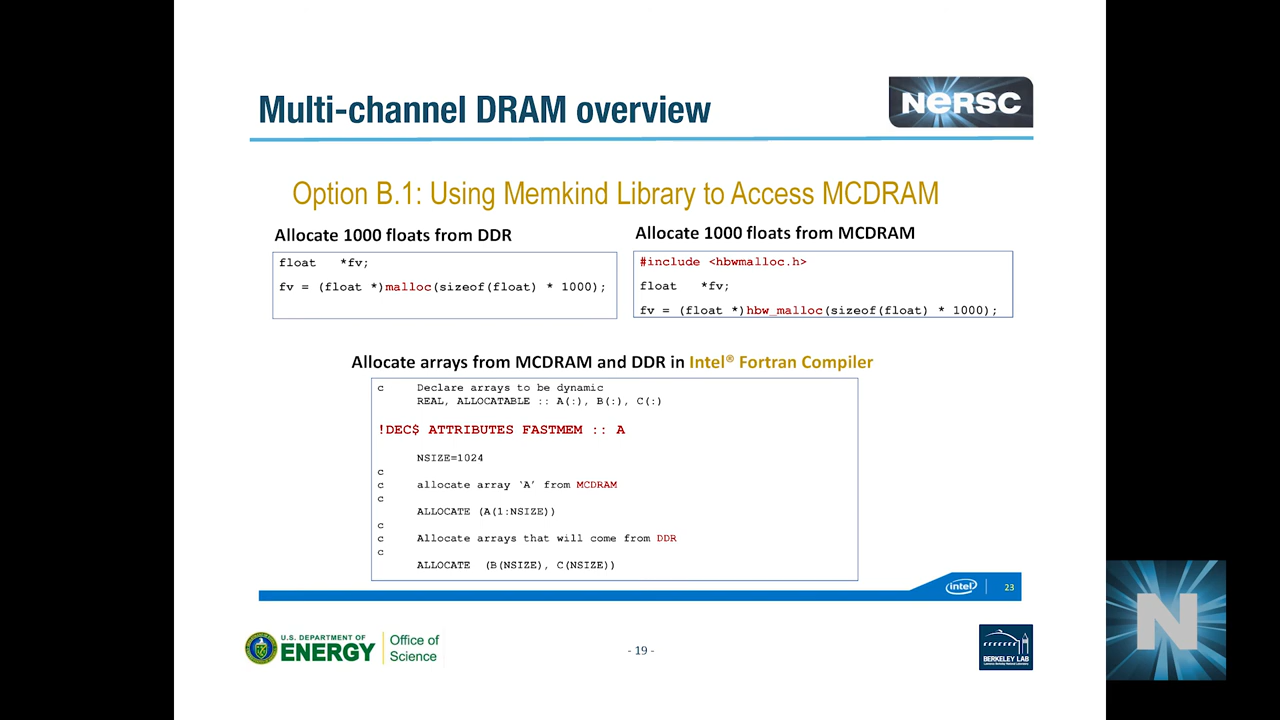 Multi-channel DRAM overview
NERSC
Option B.1: Using Memkind Library to Access MCDRAM
Allocate 1000 floats from DDR
float   *fv;
fv = (float *)malloc(sizeof(float) * 1000);
Allocate 1000 floats from MCDRAM
#include <hbwmalloc.h>
float   *fv;
fv = (float *)hbw_malloc(sizeof(float) * 1000);
Allocate arrays from MCDRAM and DDR in Intel® Fortran Compiler
c     Declare arrays to be dynamic
REAL, ALLOCATABLE :: A(:), B(:), C(:)
!DEC$ ATTRIBUTES FASTMEM :: A
NSIZE=1024
c
c     allocate array ‘A’ from MCDRAM
c
ALLOCATE (A(1:NSIZE))
c
c     Allocate arrays that will come from DDR
c
ALLOCATE  (B(NSIZE), C(NSIZE))
intel
23
U.S. DEPARTMENT OF
ENERGY
Office of
Science
- 19 -
BERKELEY LAB
N